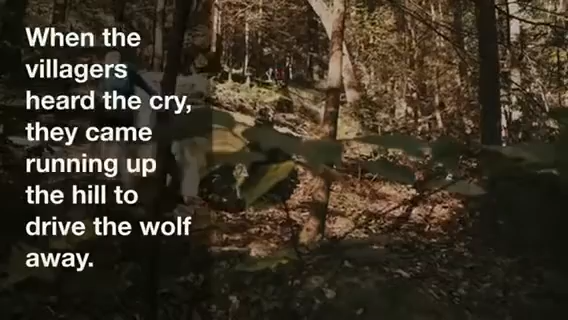 When the
villagers
heard the cry,
they came
running up
the hill to
drive the wolf
away.